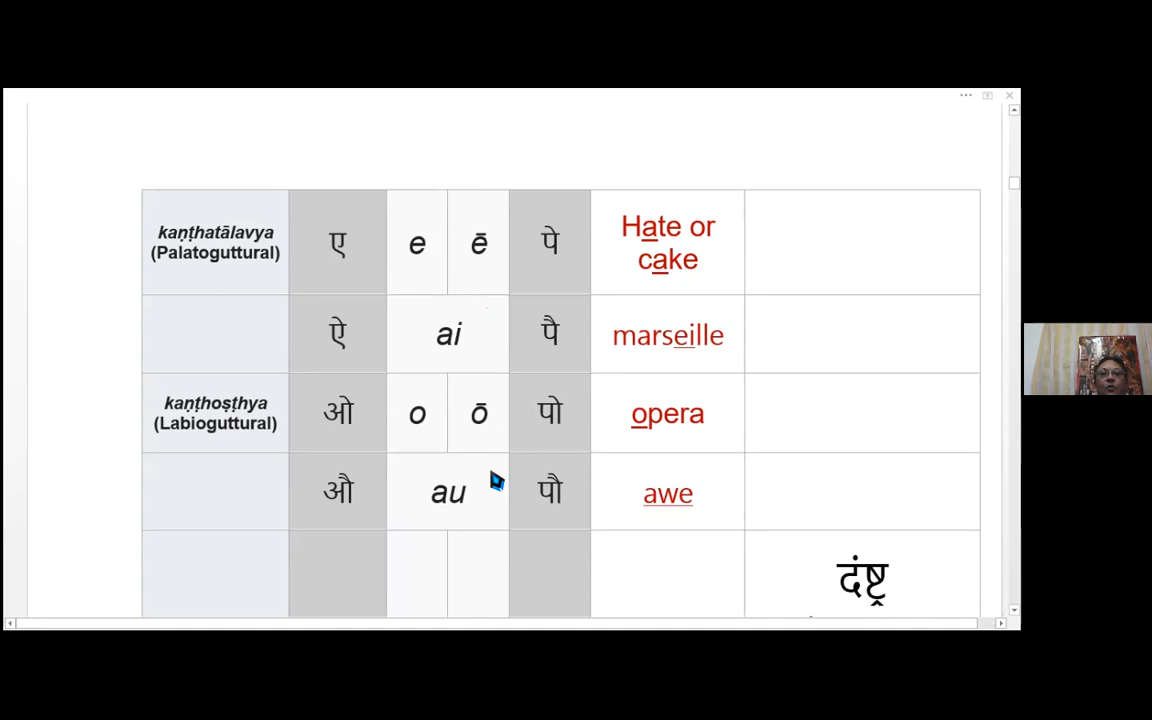 kaṇṭhatālavya
(Palatoguttural)
ए
e
ē
पे
Hate or
cake
ऐ
ai
पै
marseille
kaṇṭhoṣṭhya
(Labioguttural)
ओ
o
ō
पो
opera
औ
au
पौ
awe
दंष्ट्र